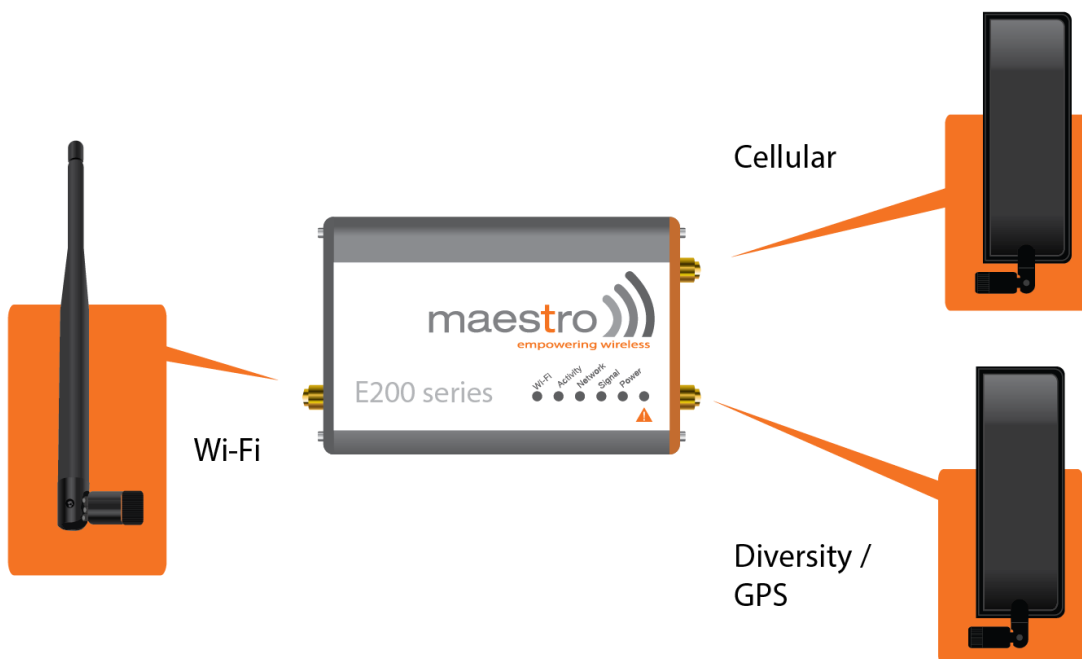 Cellular
maestro
empowering wireless
E200 series
Wi-Fi Activity Network Signal Power
Wi-Fi
Diversity /
GPS